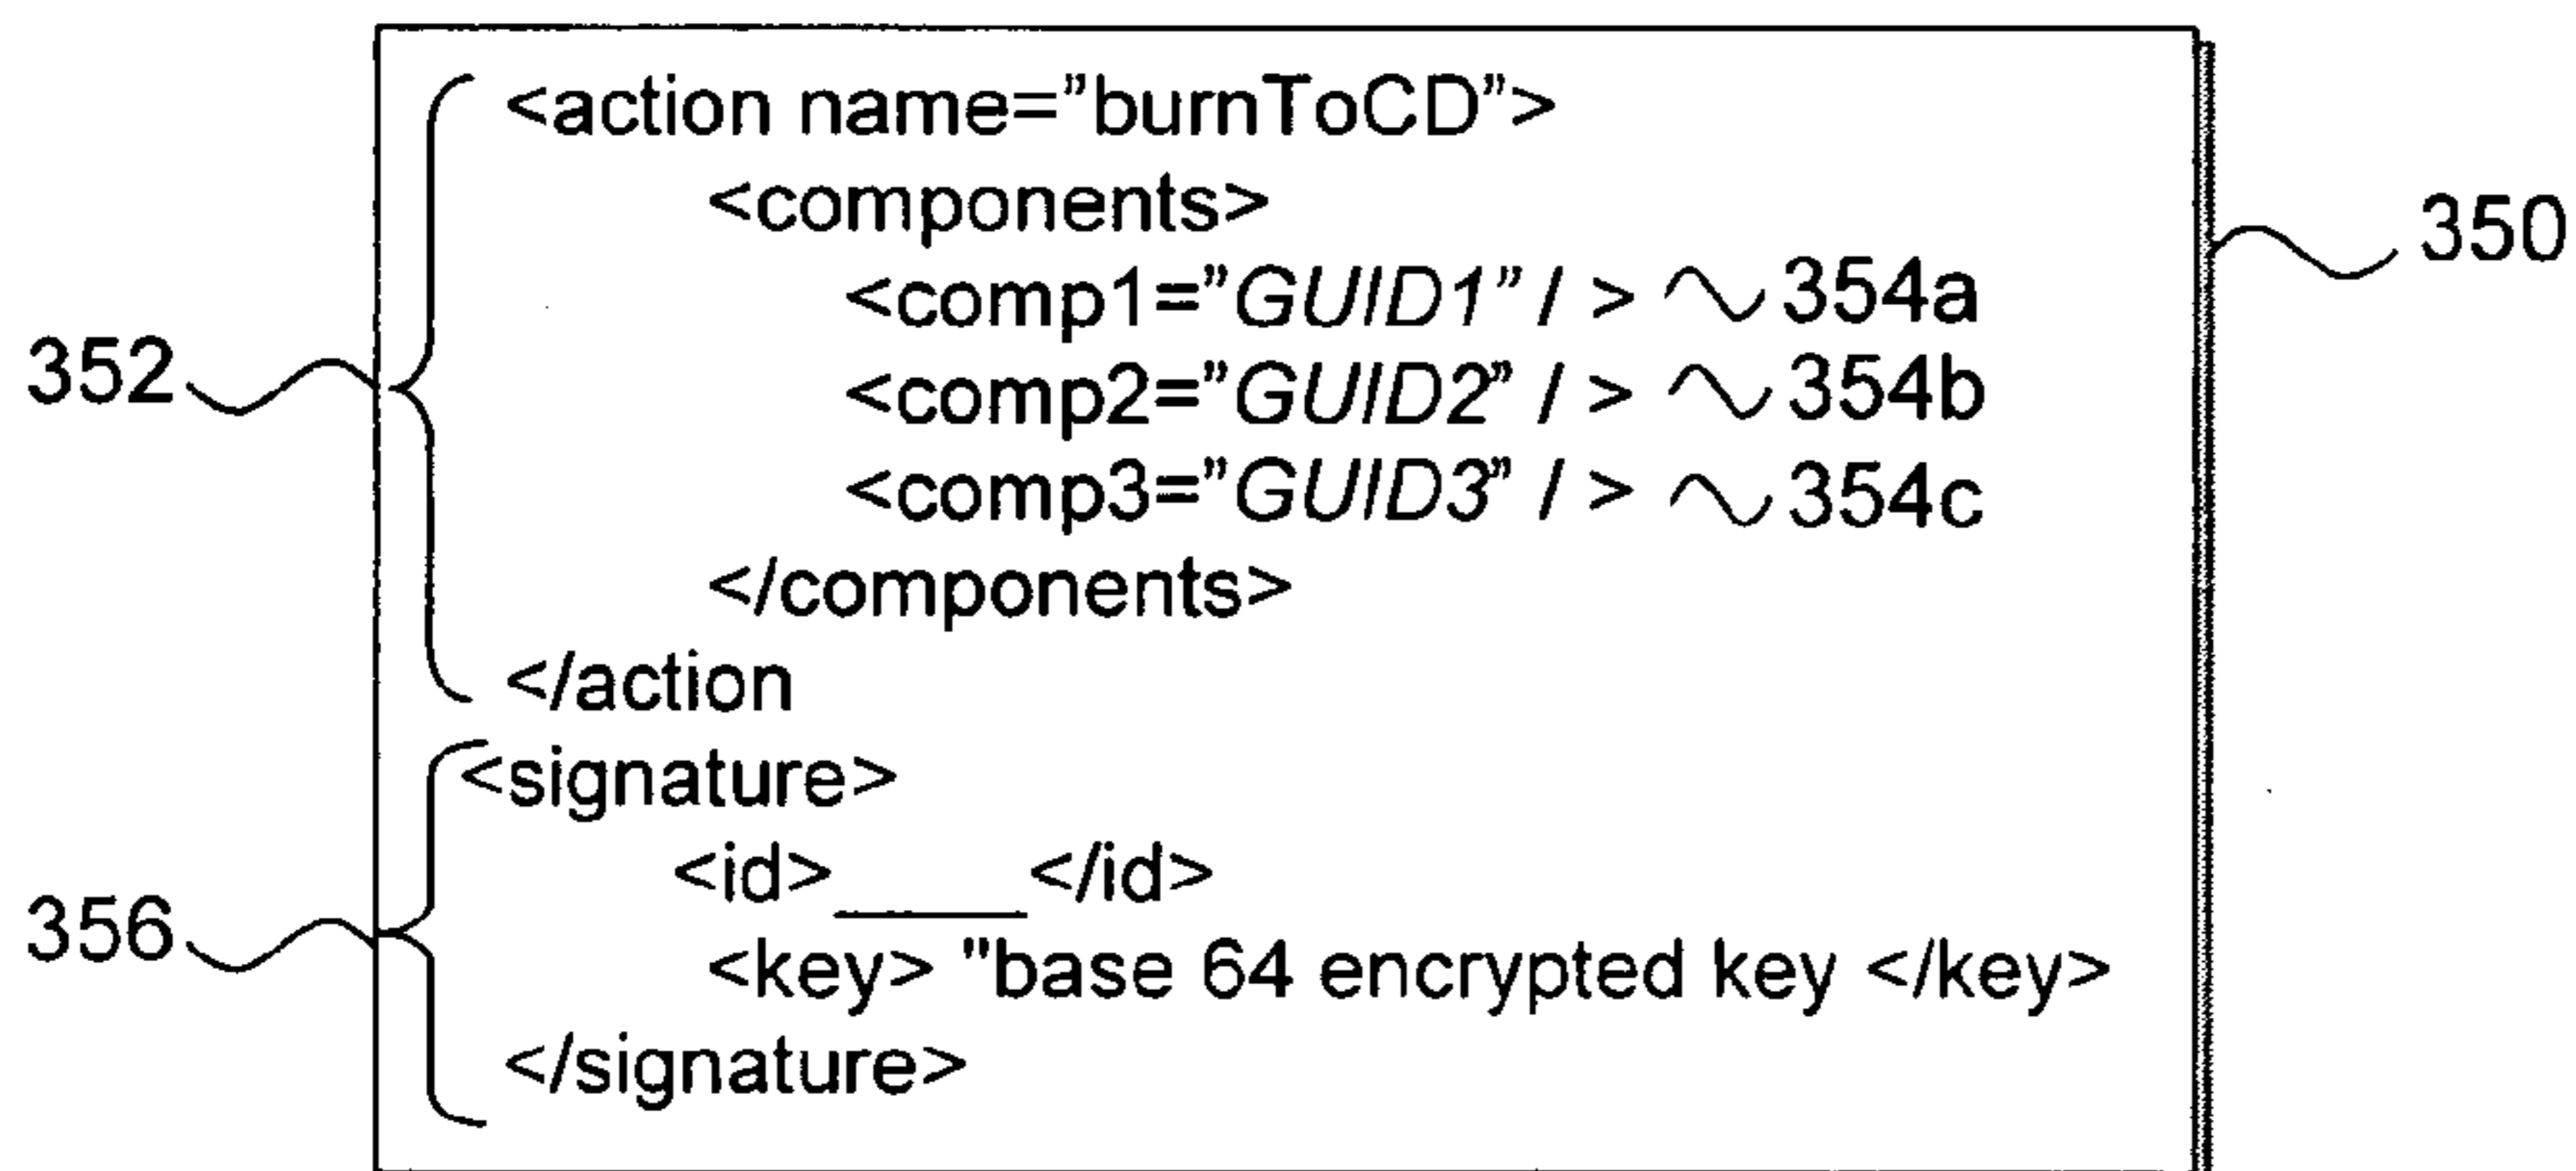 <action name=”burnToCD”>
<components>
350
<comp1=”GUID1” / > 354a
352
<comp2=”GUID2” / > 354b
<comp3=”GUID3” / > 354c
</components>
</action
<signature>
<id>_____</id>
356
<key> "base 64 encrypted key </key>
</signature>